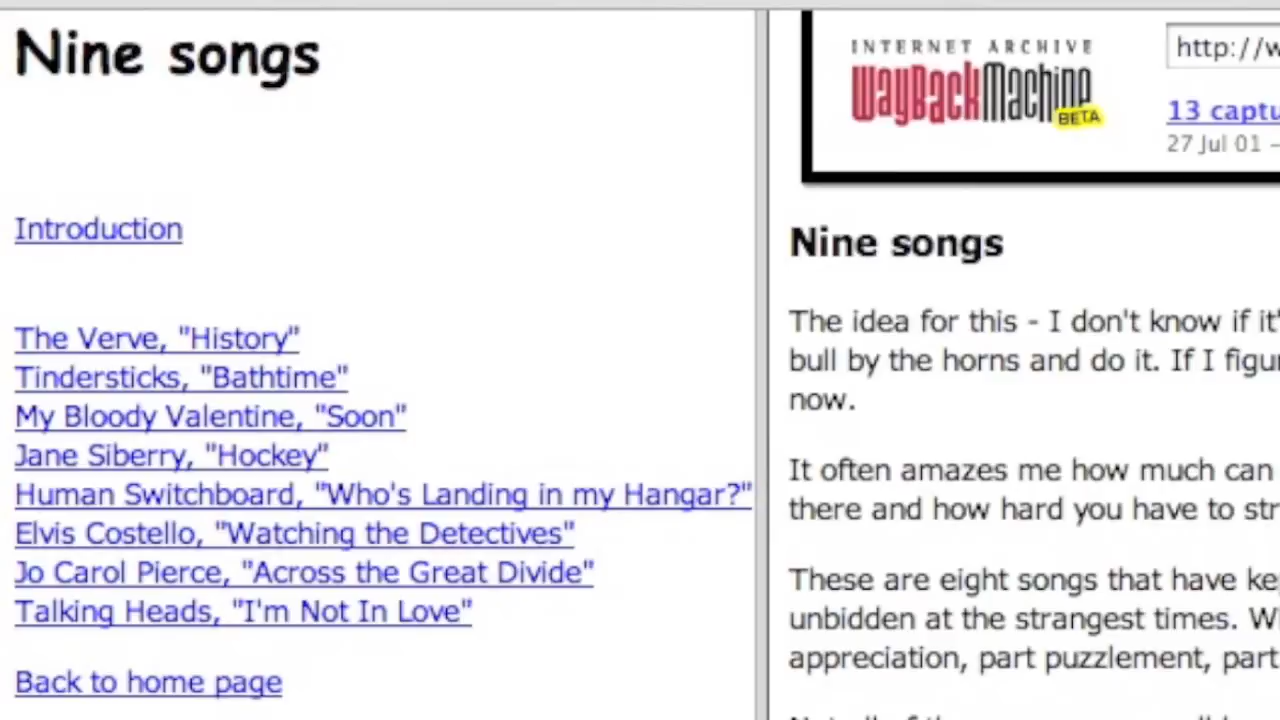 Nine songs
Introduction
The Verve, "History"
Tindersticks, "Bathtime"
My Bloody Valentine, "Soon"
Jane Siberry, "Hockey"
Human Switchboard, "Who's Landing in my Hangar?"
Elvis Costello, "Watching the Detectives"
Jo Carol Pierce, "Across the Great Divide"
Talking Heads, "I'm Not In Love"
Back to home page
INTERNET ARCHIVE
WayBackMachine
BETA
http://w
13 captu
27 Jul 01 –
Nine songs
The idea for this - I don't know if it'
bull by the horns and do it. If I figu
now.
It often amazes me how much can
there and how hard you have to str
These are eight songs that have ke
unbidden at the strangest times. W
appreciation, part puzzlement, part